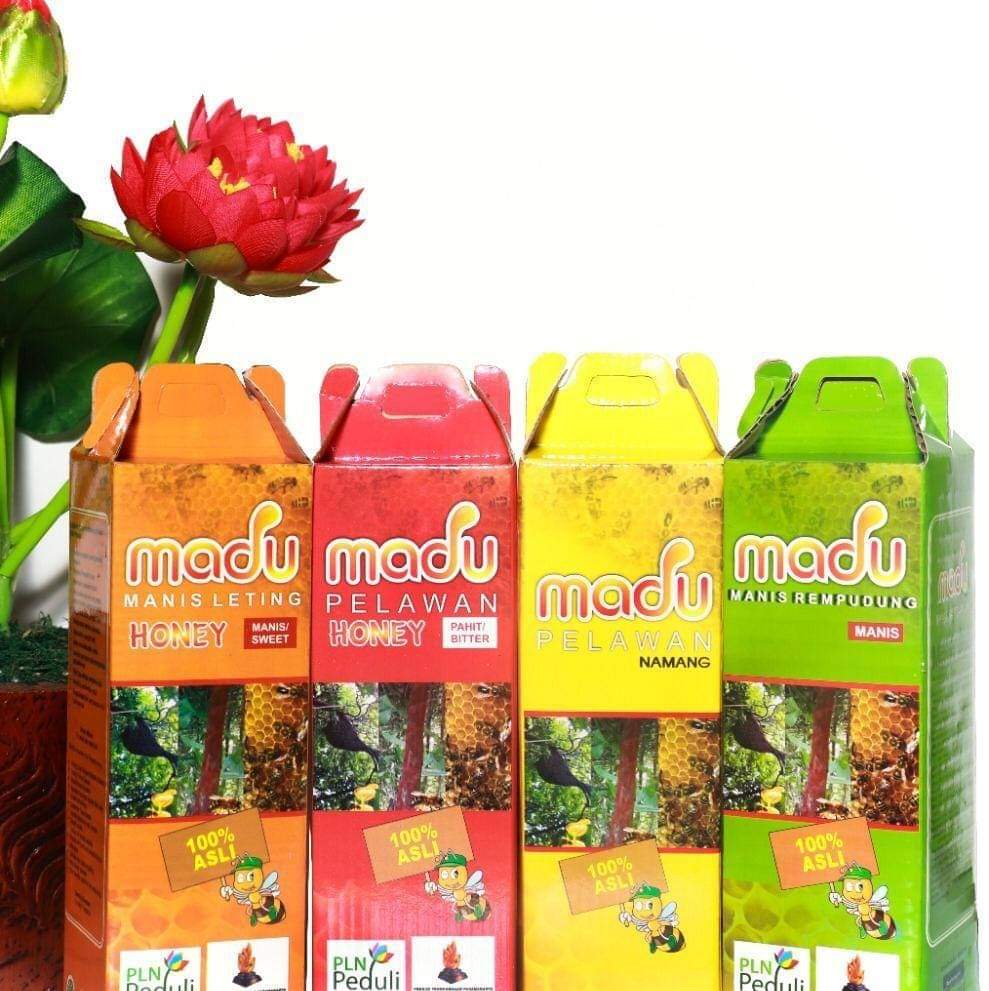 madu
MANIS LETING
HONEY
MANIS/
SWEET
100%
ASLI
PLN
Peduli
madu
PELAWAN
HONEY
PAHIT/
BITTER
100%
ASLI
PLN
Peduli
madu
PELAWAN
NAMANG
100%
ASLI
madu
MANIS REMPUDUNG
MANIS
100%
ASLI
PLN
Peduli
madu